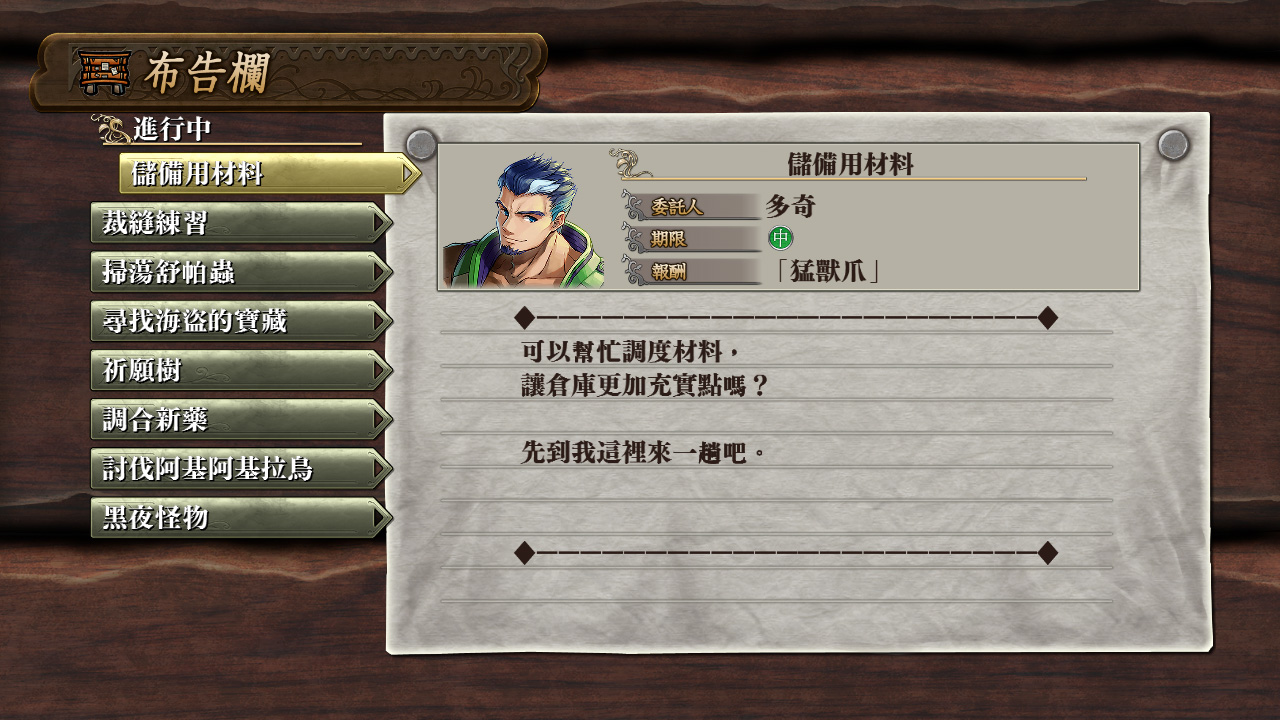 布告欄
進行中
儲備用材料
裁縫練習
掃蕩舒帕蟲
尋找海盜的寶藏
祈願樹
調合新藥
討伐阿基阿基拉鳥
黑夜怪物
儲備用材料
委託人 多奇
期限 中
報酬 「猛獸爪」
可以幫忙調度材料，
讓倉庫更加充實點嗎？
先到我這裡來一趟吧。